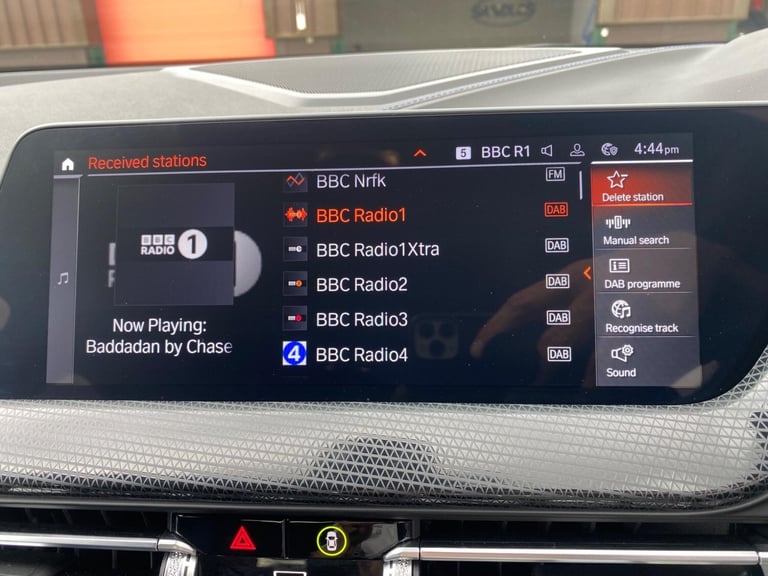 Received stations
5 BBC R1
4:44pm
BBC
RADIO 1
Now Playing:
Baddadan by Chase
BBC Nrfk FM
BBC Radio1 DAB
BBC Radio1Xtra DAB
BBC Radio2 DAB
BBC Radio3 DAB
4 BBC Radio4 DAB
Delete station
Manual search
DAB programme
Recognise track
Sound